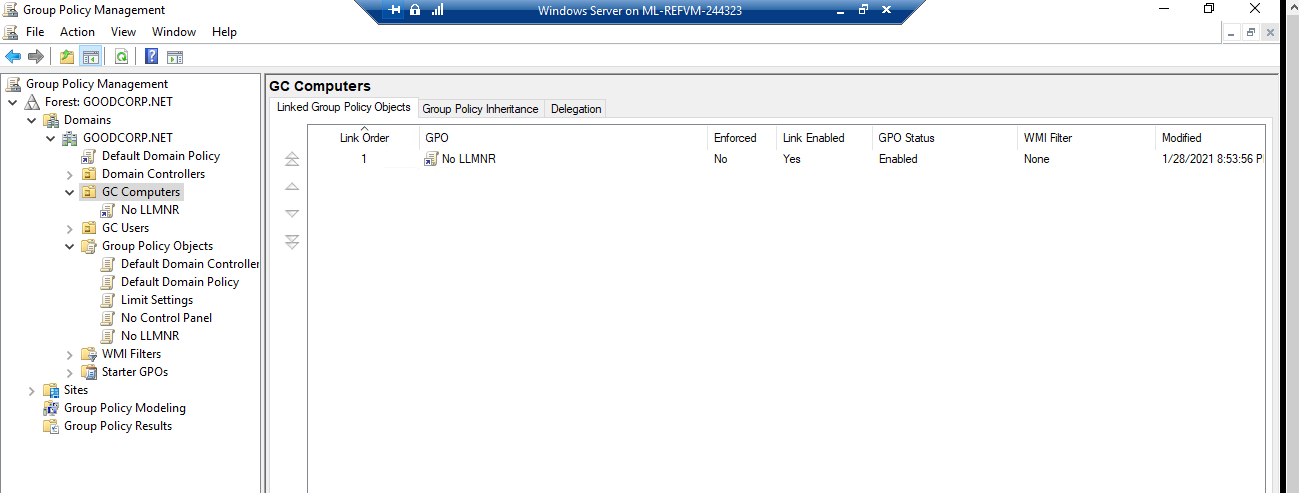 Group Policy Management
Windows Server on ML-REFVM-244323
File Action View Window Help
Group Policy Management
Forest: GOODCORP.NET
Domains
GOODCORP.NET
Default Domain Policy
Domain Controllers
GC Computers
No LLMNR
GC Users
Group Policy Objects
Default Domain Controller
Default Domain Policy
Limit Settings
No Control Panel
No LLMNR
WMI Filters
Starter GPOs
Sites
Group Policy Modeling
Group Policy Results
GC Computers
Linked Group Policy Objects Group Policy Inheritance Delegation
Link Order GPO Enforced Link Enabled GPO Status WMI Filter Modified
1 No LLMNR No Yes Enabled None 1/28/2021 8:53:56 P